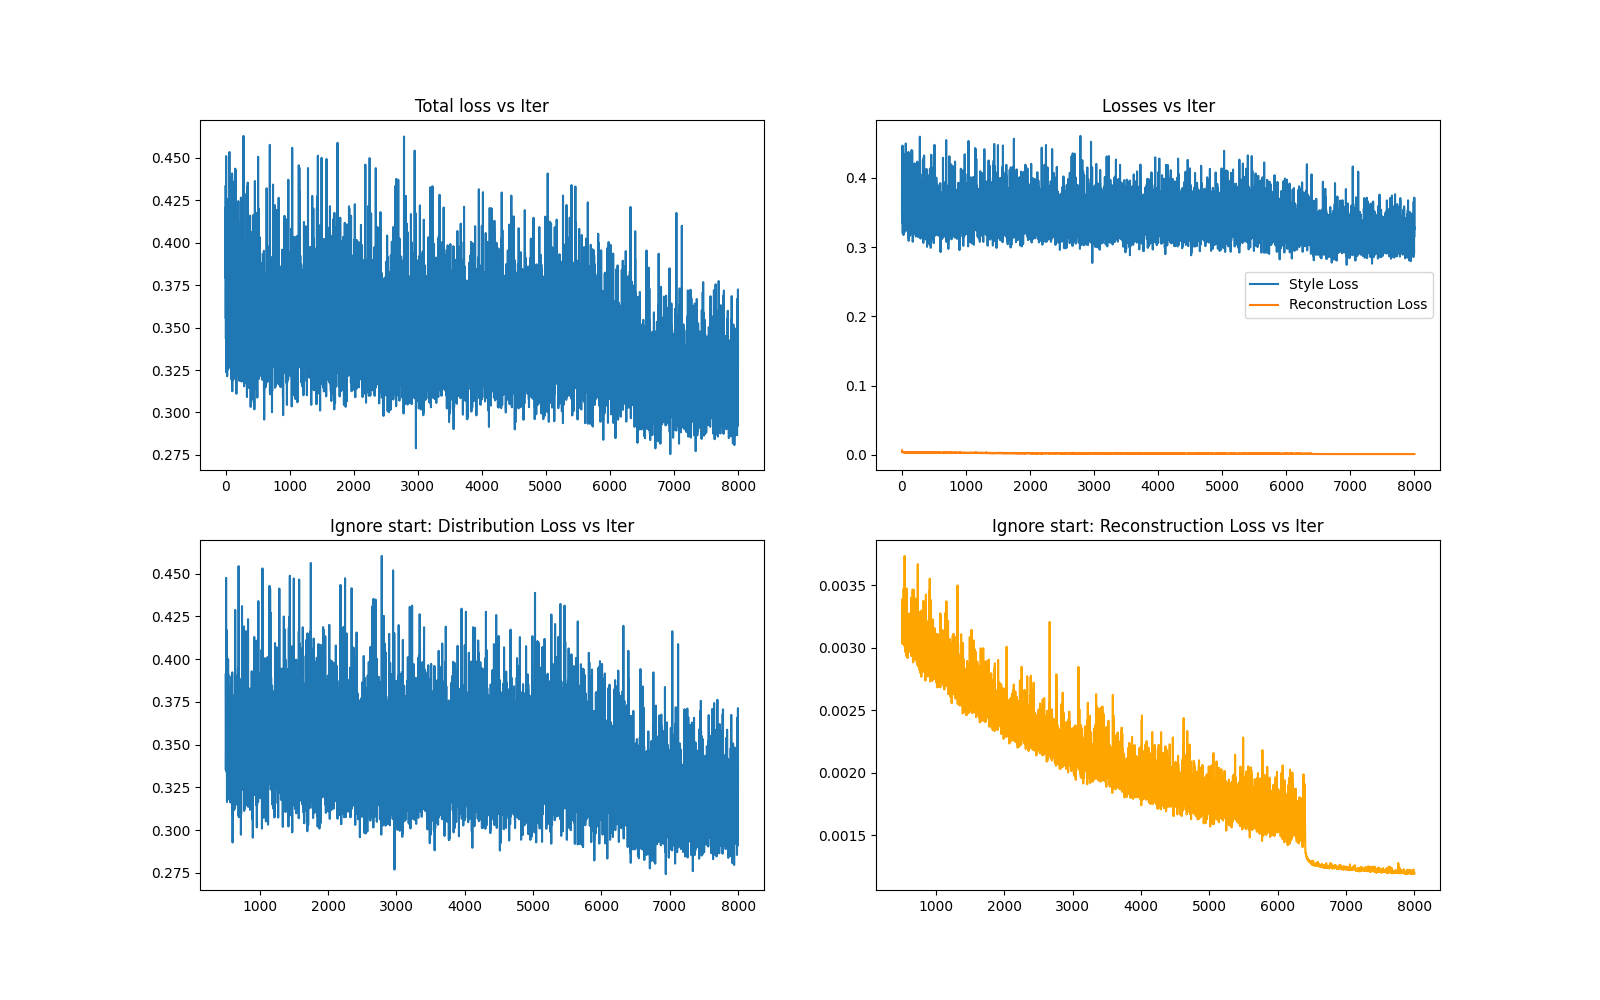 Total loss vs Iter
0.450
0.425
0.400
0.375
0.350
0.325
0.300
0.275
0 1000 2000 3000 4000 5000 6000 7000 8000
Losses vs Iter
0.4
0.3
0.2
0.1
0.0
Style Loss
Reconstruction Loss
0 1000 2000 3000 4000 5000 6000 7000 8000
Ignore start: Distribution Loss vs Iter
0.450
0.425
0.400
0.375
0.350
0.325
0.300
0.275
1000 2000 3000 4000 5000 6000 7000 8000
Ignore start: Reconstruction Loss vs Iter
0.0035
0.0030
0.0025
0.0020
0.0015
1000 2000 3000 4000 5000 6000 7000 8000